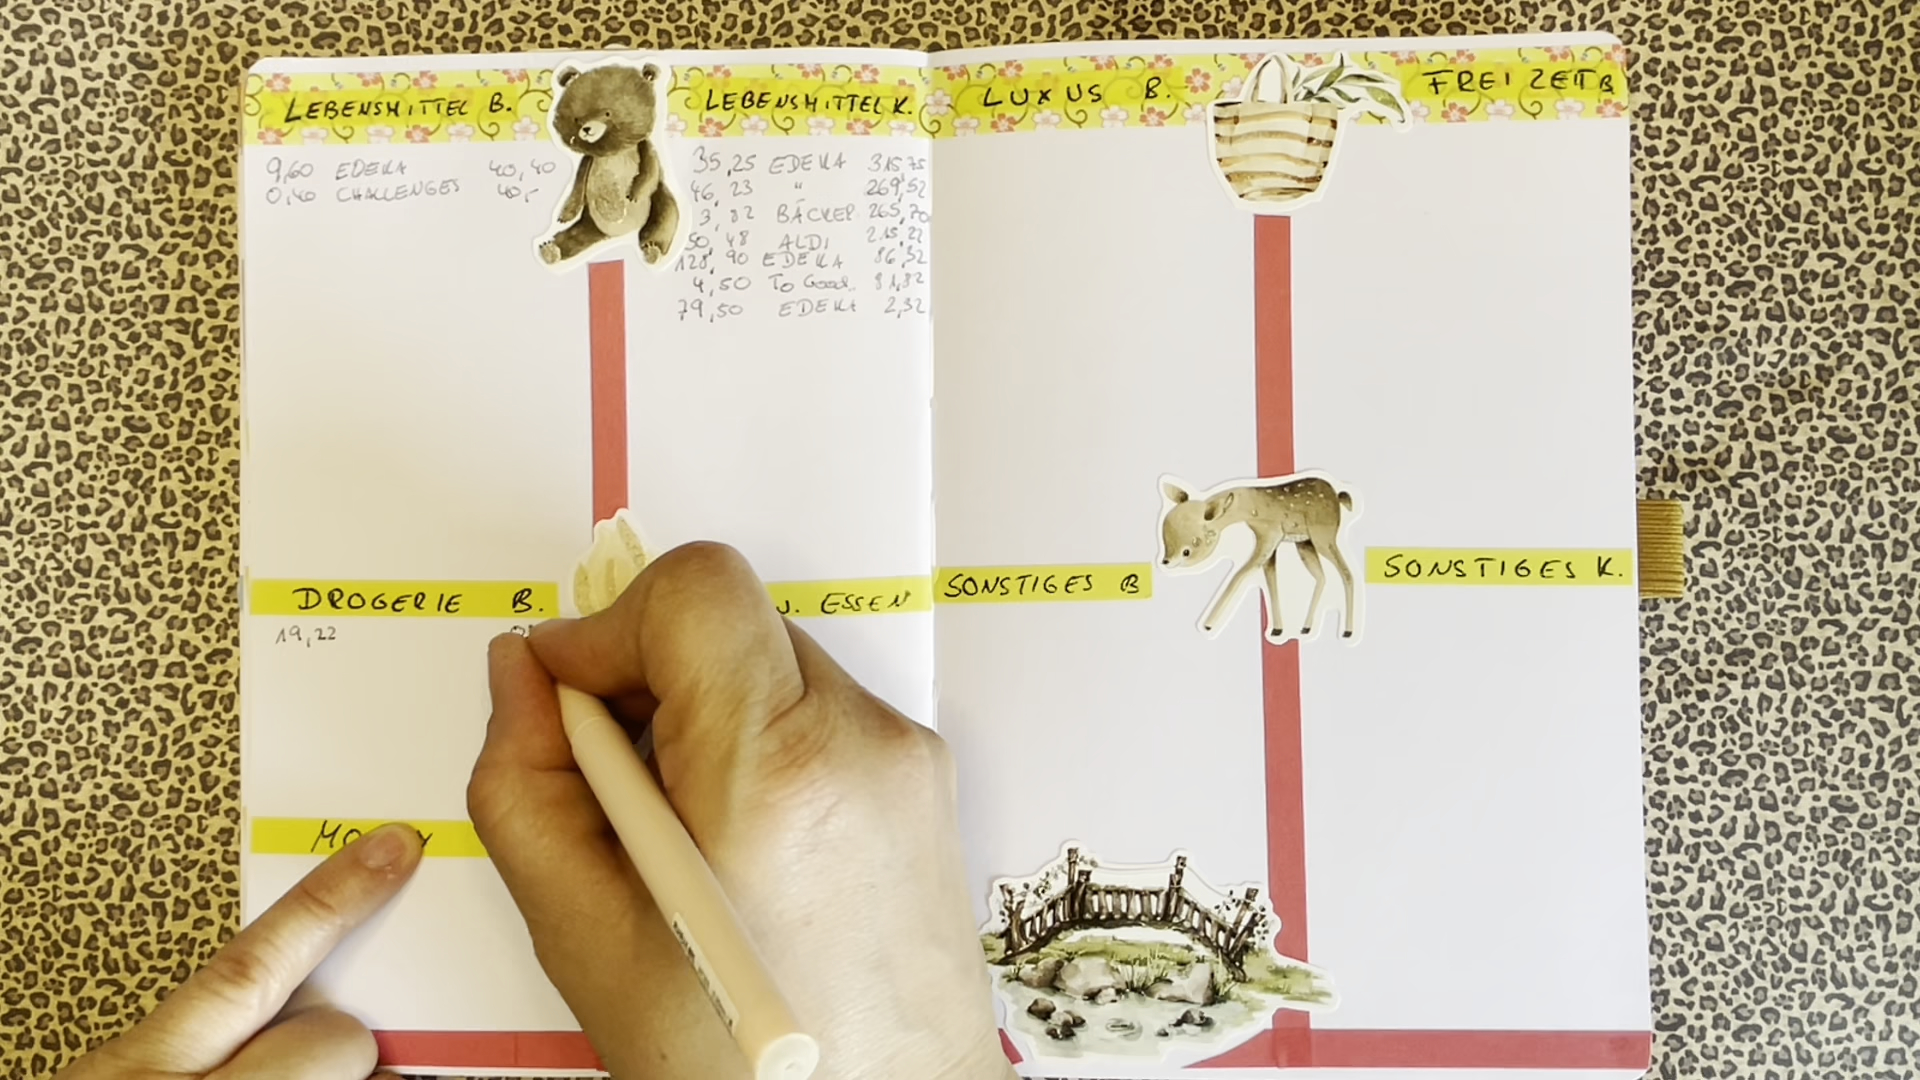 LEBENSMITTEL B.
9,60 EDEKA 40,40
0,40 CHALLENGES 40,-
LEBENSMITTEL K.
35,25 EDEKA 315,75
46,23 " 269,52
3,82 BÄCKER 265,70
50,48 ALDI 215,22
128,90 EDEKA 86,32
4,50 To Good.. 81,82
79,50 EDEKA 2,32
DROGERIE B.
19,22
U. ESSEN
LUXUS B.
FREIZEIT B
SONSTIGES B
SONSTIGES K.